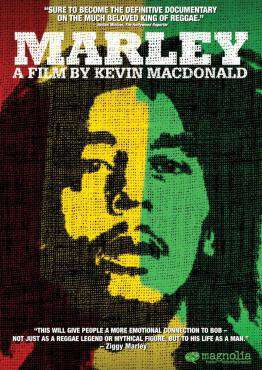 "SURE TO BECOME THE DEFINITIVE DOCUMENTARY
ON THE MUCH BELOVED KING OF REGGAE."
MARLEY
A FILM BY KEVIN MACDONALD
"THIS WILL GIVE PEOPLE A MORE EMOTIONAL CONNECTION TO BOB –
NOT JUST AS A REGGAE LEGEND OR MYTHICAL FIGURE, BUT TO HIS LIFE AS A MAN."
– Ziggy Marley
magnolia